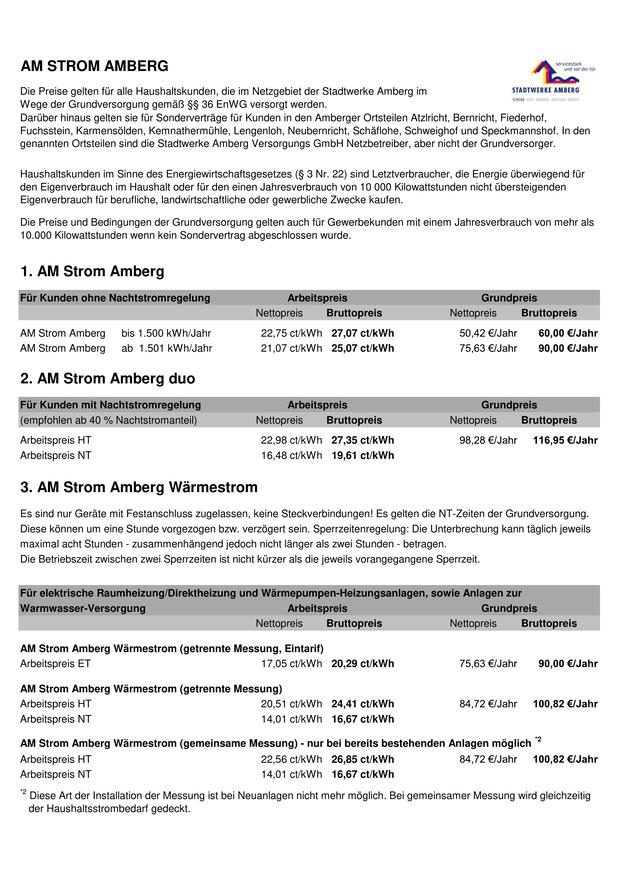 AM STROM AMBERG
servicestark
und vor der tür
STADTWERKE AMBERG
Die Preise gelten für alle Haushaltskunden, die im Netzgebiet der Stadtwerke Amberg im
Wege der Grundversorgung gemäß §§ 36 EnWG versorgt werden.
Darüber hinaus gelten sie für Sonderverträge für Kunden in den Amberger Ortsteilen Atzlricht, Bernricht, Fiederhof,
Fuchsstein, Karmensölden, Kemnathermühle, Lengenloh, Neubernricht, Schäflohe, Schweighof und Speckmannshof. In den
genannten Ortsteilen sind die Stadtwerke Amberg Versorgungs GmbH Netzbetreiber, aber nicht der Grundversorger.
Haushaltskunden im Sinne des Energiewirtschaftsgesetzes (§ 3 Nr. 22) sind Letztverbraucher, die Energie überwiegend für
den Eigenverbrauch im Haushalt oder für den einen Jahresverbrauch von 10 000 Kilowattstunden nicht übersteigenden
Eigenverbrauch für berufliche, landwirtschaftliche oder gewerbliche Zwecke kaufen.
Die Preise und Bedingungen der Grundversorgung gelten auch für Gewerbekunden mit einem Jahresverbrauch von mehr als
10.000 Kilowattstunden wenn kein Sondervertrag abgeschlossen wurde.
1. AM Strom Amberg
Für Kunden ohne Nachtstromregelung Arbeitspreis Grundpreis
Nettopreis Bruttopreis Nettopreis Bruttopreis
AM Strom Amberg bis 1.500 kWh/Jahr 22,75 ct/kWh 27,07 ct/kWh 50,42 €/Jahr 60,00 €/Jahr
AM Strom Amberg ab 1.501 kWh/Jahr 21,07 ct/kWh 25,07 ct/kWh 75,63 €/Jahr 90,00 €/Jahr
2. AM Strom Amberg duo
Für Kunden mit Nachtstromregelung Arbeitspreis Grundpreis
(empfohlen ab 40 % Nachtstromanteil) Nettopreis Bruttopreis Nettopreis Bruttopreis
Arbeitspreis HT 22,98 ct/kWh 27,35 ct/kWh 98,28 €/Jahr 116,95 €/Jahr
Arbeitspreis NT 16,48 ct/kWh 19,61 ct/kWh
3. AM Strom Amberg Wärmestrom
Es sind nur Geräte mit Festanschluss zugelassen, keine Steckverbindungen! Es gelten die NT-Zeiten der Grundversorgung.
Diese können um eine Stunde vorgezogen bzw. verzögert sein. Sperrzeitenregelung: Die Unterbrechung kann täglich jeweils
maximal acht Stunden - zusammenhängend jedoch nicht länger als zwei Stunden - betragen.
Die Betriebszeit zwischen zwei Sperrzeiten ist nicht kürzer als die jeweils vorangegangene Sperrzeit.
Für elektrische Raumheizung/Direktheizung und Wärmepumpen-Heizungsanlagen, sowie Anlagen zur
Warmwasser-Versorgung Arbeitspreis Grundpreis
Nettopreis Bruttopreis Nettopreis Bruttopreis
AM Strom Amberg Wärmestrom (getrennte Messung, Eintarif)
Arbeitspreis ET 17,05 ct/kWh 20,29 ct/kWh 75,63 €/Jahr 90,00 €/Jahr
AM Strom Amberg Wärmestrom (getrennte Messung)
Arbeitspreis HT 20,51 ct/kWh 24,41 ct/kWh 84,72 €/Jahr 100,82 €/Jahr
Arbeitspreis NT 14,01 ct/kWh 16,67 ct/kWh
AM Strom Amberg Wärmestrom (gemeinsame Messung) - nur bei bereits bestehenden Anlagen möglich *2
Arbeitspreis HT 22,56 ct/kWh 26,85 ct/kWh 84,72 €/Jahr 100,82 €/Jahr
Arbeitspreis NT 14,01 ct/kWh 16,67 ct/kWh
*2 Diese Art der Installation der Messung ist bei Neuanlagen nicht mehr möglich. Bei gemeinsamer Messung wird gleichzeitig
der Haushaltsstrombedarf gedeckt.